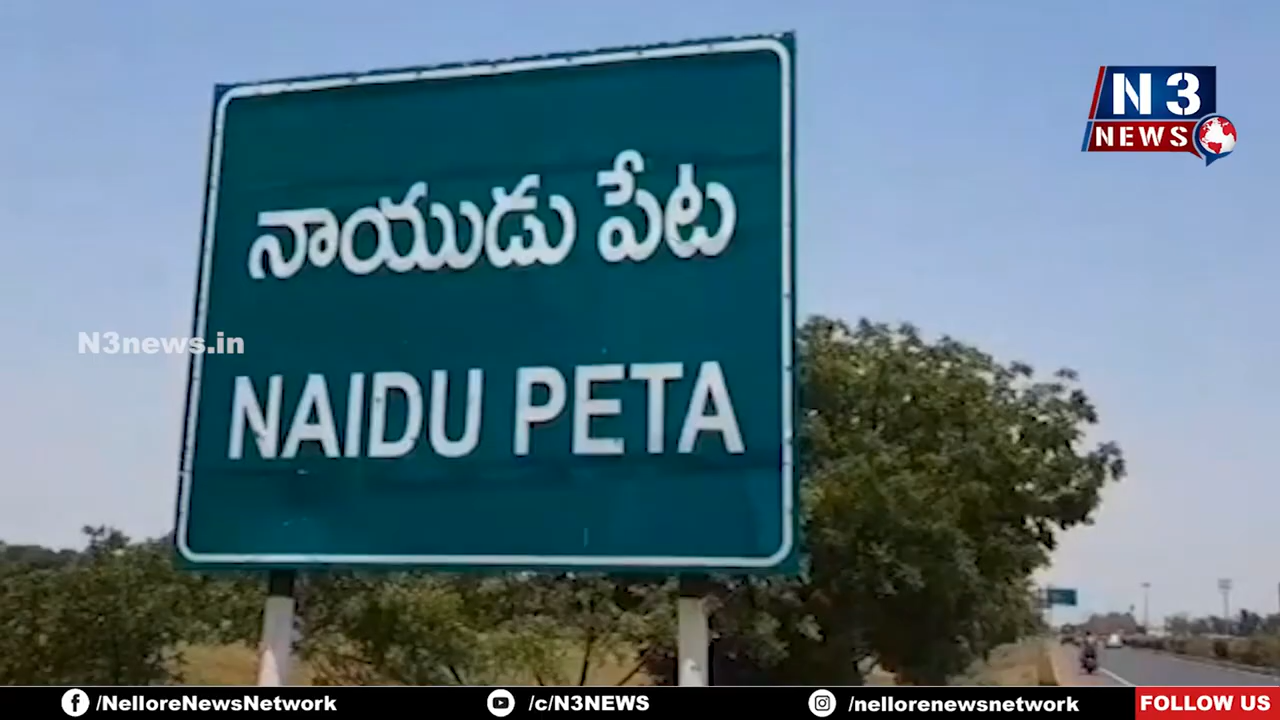 N3
NEWS
నాయుడు పేట
N3news.in
NAIDU PETA
/NelloreNewsNetwork
/c/N3NEWS
/nellorenewsnetwork
FOLLOW US